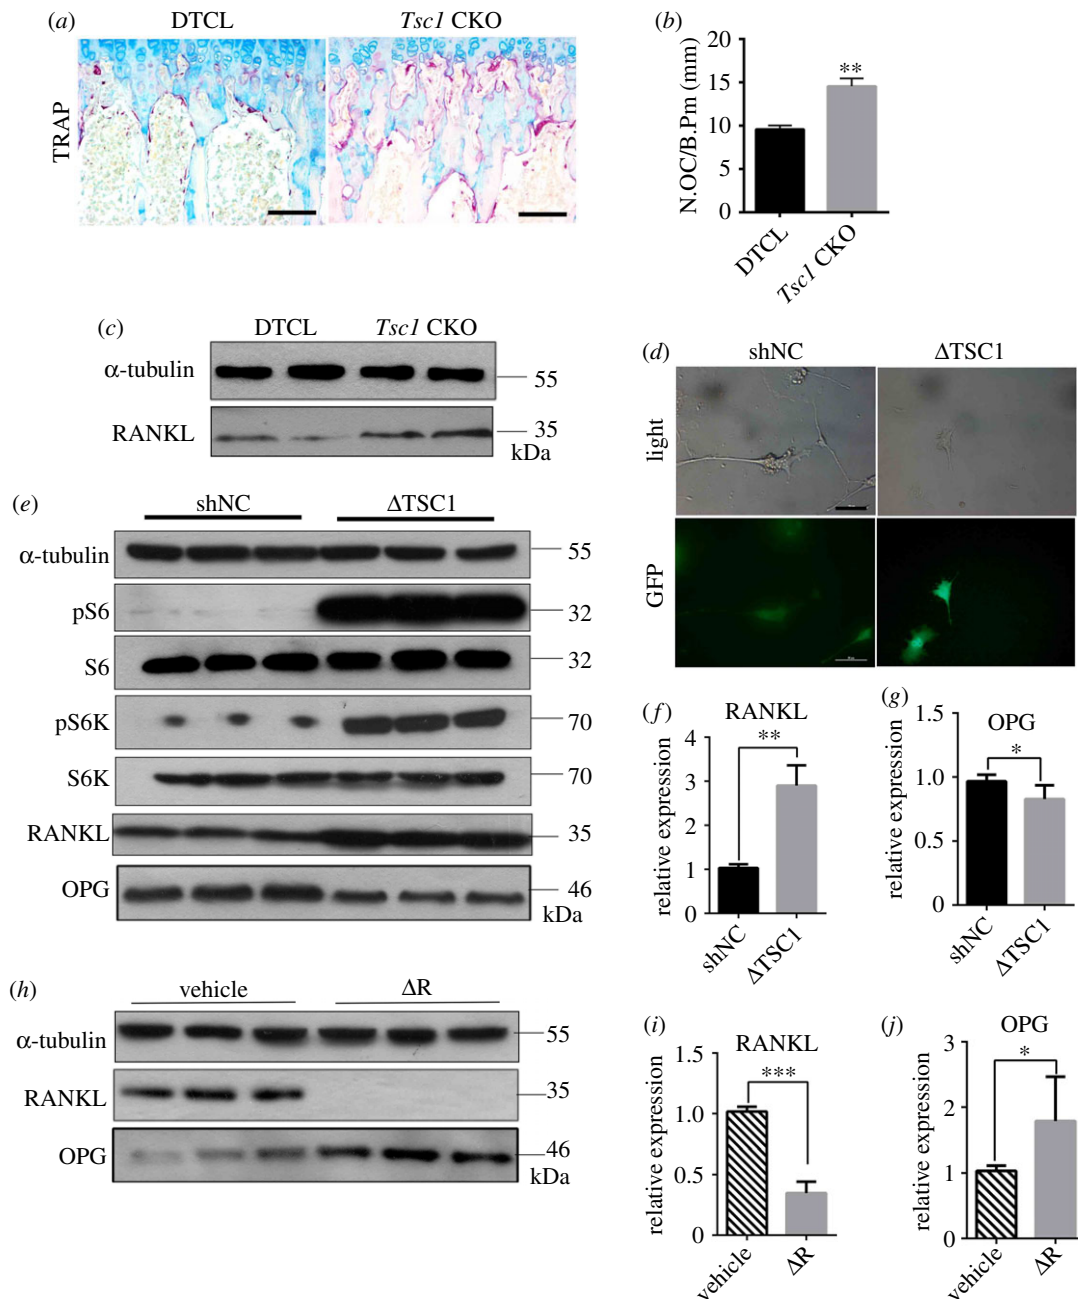 (a)
DTCL
Tsc1 CKO
TRAP
(b)
N.OC/B.Pm (mm)
20
15
10
5
0
**
DTCL
Tsc1 CKO
(c)
DTCL
Tsc1 CKO
α-tubulin
55
RANKL
35
kDa
(d)
shNC
ΔTSC1
light
GFP
(e)
shNC
ΔTSC1
α-tubulin
55
pS6
32
S6
32
pS6K
70
S6K
70
RANKL
35
OPG
46
kDa
(f)
RANKL
**
relative expression
4
3
2
1
0
shNC
ΔTSC1
(g)
OPG
*
relative expression
1.5
1.0
0.5
0
shNC
ΔTSC1
(h)
vehicle
ΔR
α-tubulin
55
RANKL
35
OPG
46
kDa
(i)
RANKL
***
relative expression
1.5
1.0
0.5
0
vehicle
ΔR
(j)
OPG
*
relative expression
3
2
1
0
vehicle
ΔR